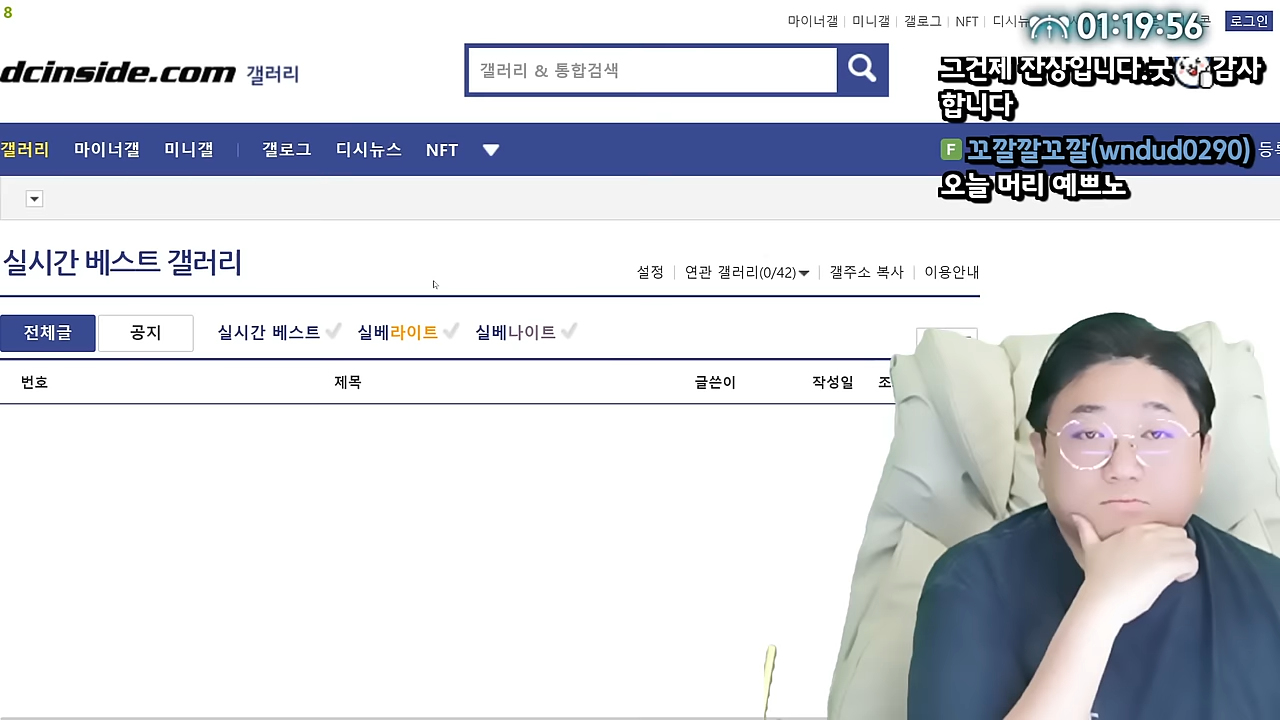 8
마이너갤 미니갤 갤로그 NFT 디시뉴 로그인
01:19:56
dcinside.com 갤러리
갤러리 & 통합검색
그건제 잔상입니다.굿 감사
합니다
갤러리 마이너갤 미니갤 갤로그 디시뉴스 NFT
F 꼬깔깔꼬깔(wndud0290)
오늘 머리 예쁘노
실시간 베스트 갤러리
설정 연관 갤러리(0/42) 갤주소 복사 이용안내
전체글 공지 실시간 베스트 실베라이트 실베나이트
번호 제목 글쓴이 작성일